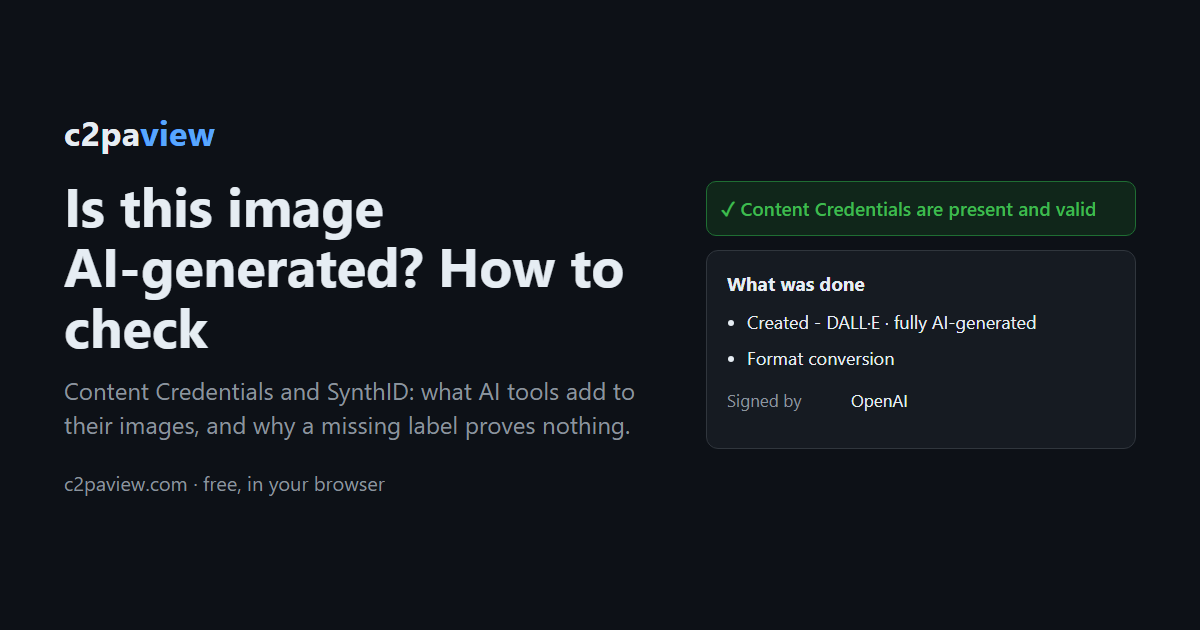 c2paview
Is this image
AI-generated? How to
check
Content Credentials and SynthID: what AI tools add to
their images, and why a missing label proves nothing.
c2paview.com · free, in your browser
✓ Content Credentials are present and valid
What was done
• Created - DALL·E · fully AI-generated
• Format conversion
Signed by OpenAI